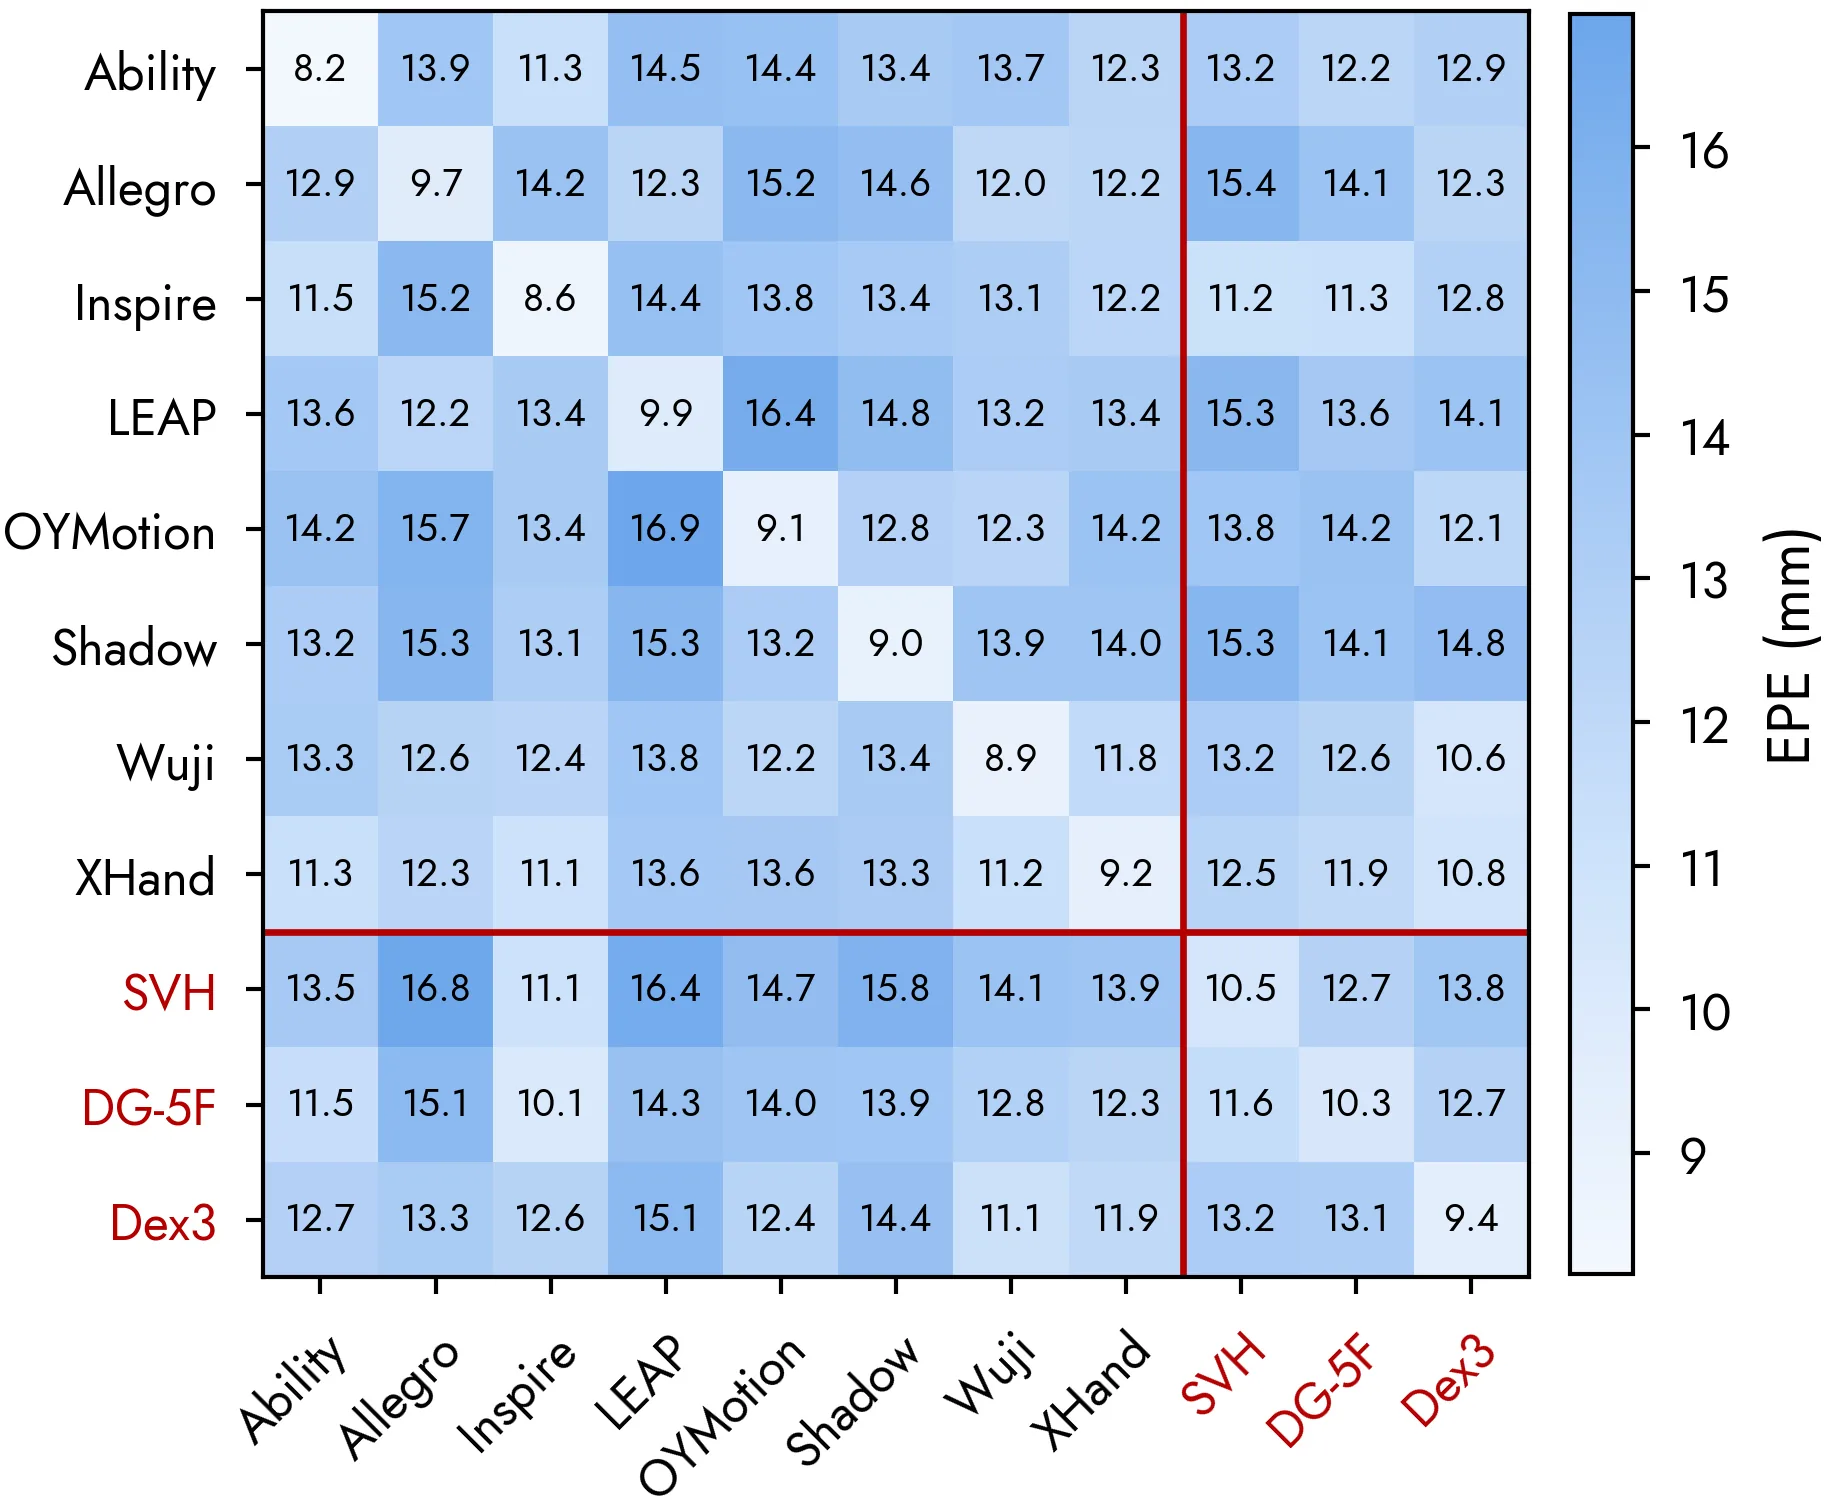 Ability 8.2 13.9 11.3 14.5 14.4 13.4 13.7 12.3 13.2 12.2 12.9
Allegro 12.9 9.7 14.2 12.3 15.2 14.6 12.0 12.2 15.4 14.1 12.3
Inspire 11.5 15.2 8.6 14.4 13.8 13.4 13.1 12.2 11.2 11.3 12.8
LEAP 13.6 12.2 13.4 9.9 16.4 14.8 13.2 13.4 15.3 13.6 14.1
OYMotion 14.2 15.7 13.4 16.9 9.1 12.8 12.3 14.2 13.8 14.2 12.1
Shadow 13.2 15.3 13.1 15.3 13.2 9.0 13.9 14.0 15.3 14.1 14.8
Wuji 13.3 12.6 12.4 13.8 12.2 13.4 8.9 11.8 13.2 12.6 10.6
XHand 11.3 12.3 11.1 13.6 13.6 13.3 11.2 9.2 12.5 11.9 10.8
SVH 13.5 16.8 11.1 16.4 14.7 15.8 14.1 13.9 10.5 12.7 13.8
DG-5F 11.5 15.1 10.1 14.3 14.0 13.9 12.8 12.3 11.6 10.3 12.7
Dex3 12.7 13.3 12.6 15.1 12.4 14.4 11.1 11.9 13.2 13.1 9.4
Ability Allegro Inspire LEAP OYMotion Shadow Wuji XHand SVH DG-5F Dex3
16
15
14
13
12
11
10
9
EPE (mm)